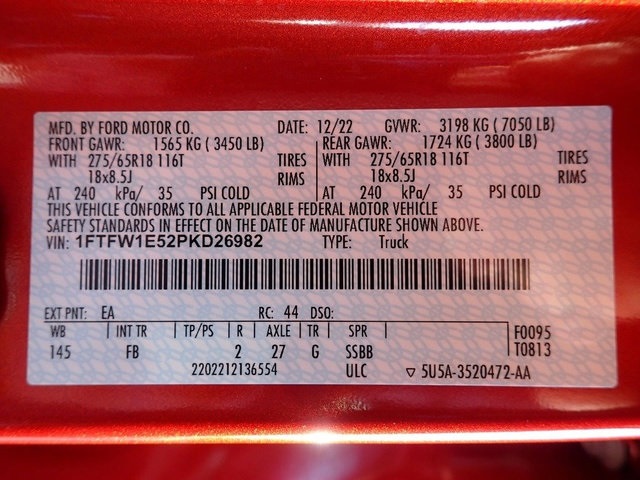 MFD. BY FORD MOTOR CO. DATE: 12/22 GVWR: 3198 KG ( 7050 LB)
FRONT GAWR: 1565 KG ( 3450 LB) REAR GAWR: 1724 KG ( 3800 LB)
WITH 275/65R18 116T TIRES WITH 275/65R18 116T TIRES
18x8.5J RIMS 18x8.5J RIMS
AT 240 kPa/ 35 PSI COLD AT 240 kPa/ 35 PSI COLD
THIS VEHICLE CONFORMS TO ALL APPLICABLE FEDERAL MOTOR VEHICLE
SAFETY STANDARDS IN EFFECT ON THE DATE OF MANUFACTURE SHOWN ABOVE.
VIN: 1FTFW1E52PKD26982 TYPE: Truck
EXT PNT: EA RC: 44 DSO:
WB INT TR TP/PS R AXLE TR SPR F0095
145 FB 2 27 G SSBB T0813
2202212136554 ULC ▽ 5U5A-3520472-AA